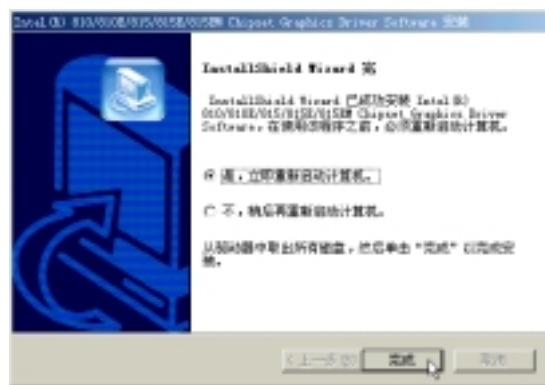 Intel(R) 810/810E/815/815E/815EM Chipset Graphics Driver Software 安装
InstallShield Wizard 完
InstallShield Wizard 已成功安装 Intel(R)
810/810E/815/815E/815EM Chipset Graphics Driver
Software。在使用该程序之前，必须重新启动计算机。
是，立即重新启动计算机。
不，稍后再重新启动计算机。
从驱动器中取出所有磁盘，然后单击“完成”以完成安
装。
<上一步(B) 完成 取消